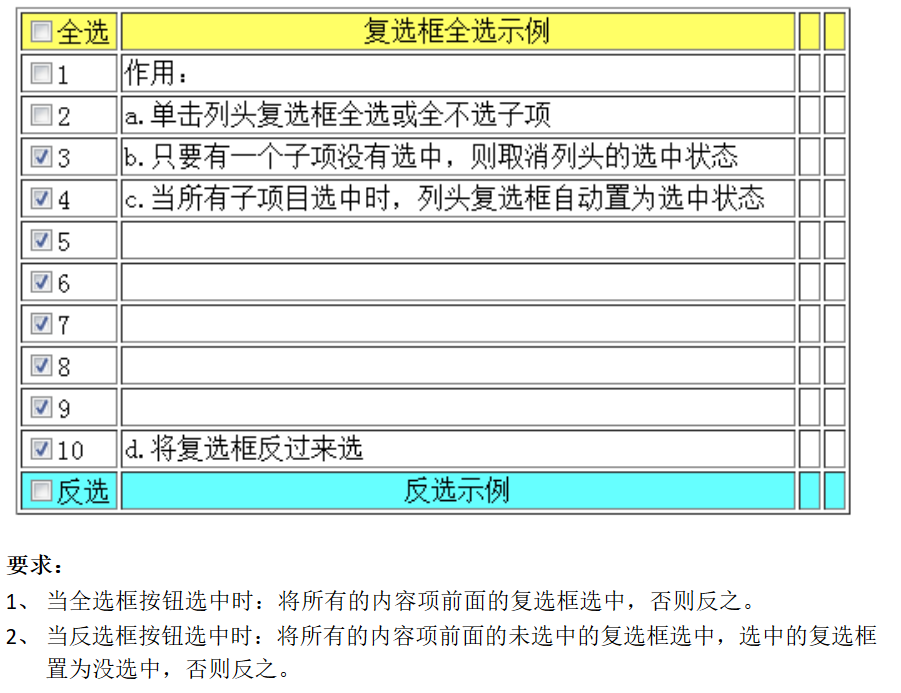 全选 复选框全选示例
1 作用：
2 a.单击列头复选框全选或全不选子项
3 b.只要有一个子项没有选中，则取消列头的选中状态
4 c.当所有子项目选中时，列头复选框自动置为选中状态
5
6
7
8
9
10 d.将复选框反过来选
反选 反选示例
要求：
1、 当全选框按钮选中时：将所有的内容项前面的复选框选中，否则反之。
2、 当反选框按钮选中时：将所有的内容项前面的未选中的复选框选中，选中的复选框
置为没选中，否则反之。